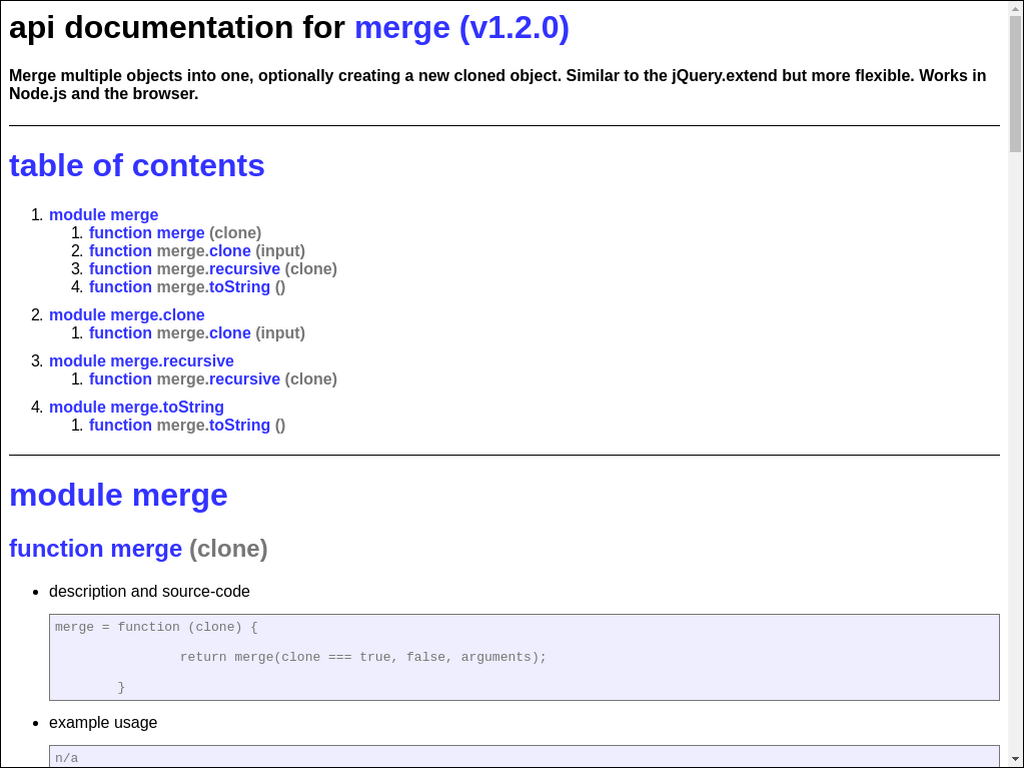 api documentation for merge (v1.2.0)
Merge multiple objects into one, optionally creating a new cloned object. Similar to the jQuery.extend but more flexible. Works in
Node.js and the browser.
table of contents
1. module merge
1. function merge (clone)
2. function merge.clone (input)
3. function merge.recursive (clone)
4. function merge.toString ()
2. module merge.clone
1. function merge.clone (input)
3. module merge.recursive
1. function merge.recursive (clone)
4. module merge.toString
1. function merge.toString ()
module merge
function merge (clone)
• description and source-code
merge = function (clone) {
return merge(clone === true, false, arguments);
}
• example usage
n/a